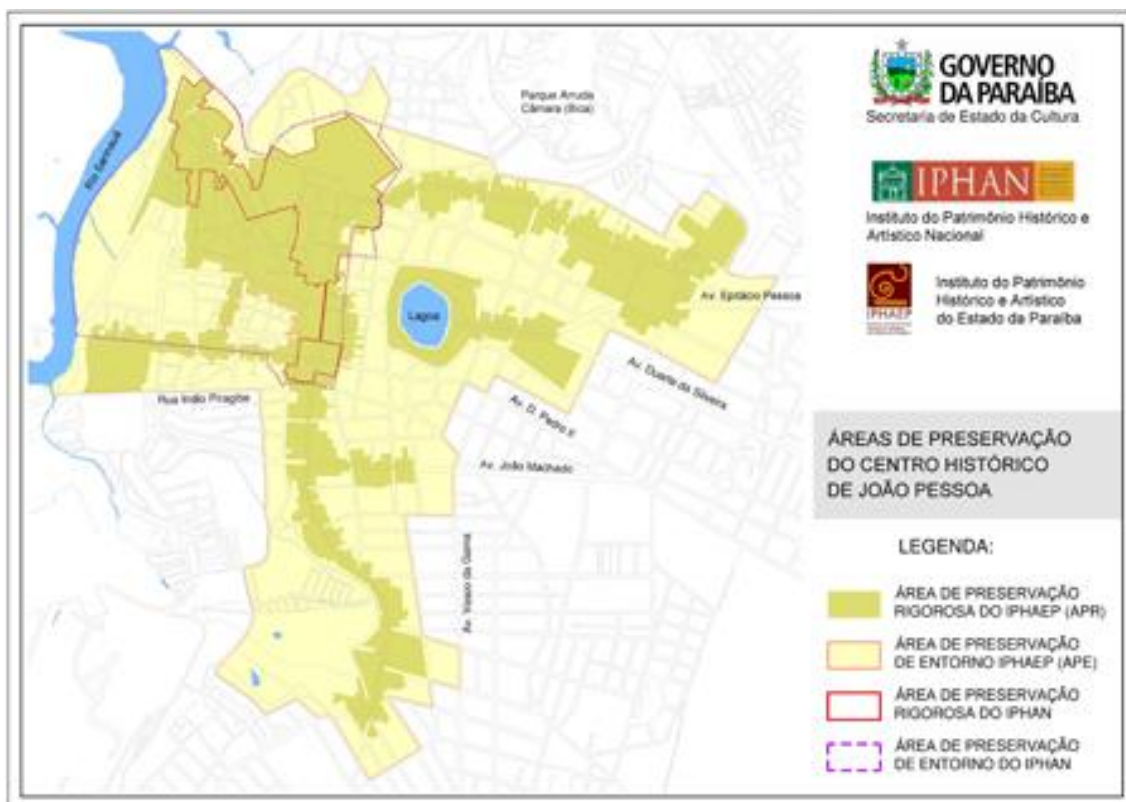 Rio Sanhauá
Parque Arruda
Câmara (Bica)
Lagoa
Av. Epitácio Pessoa
Av. Duarte da Silveira
Rua Índio Piragibe
Av. D. Pedro II
Av. João Machado
Av. Vasco da Gama
GOVERNO
DA PARAÍBA
Secretaria de Estado da Cultura
IPHAN
Instituto do Patrimônio Histórico e
Artístico Nacional
IPHAEP
Instituto do Patrimônio
Histórico e Artístico
do Estado da Paraíba
ÁREAS DE PRESERVAÇÃO
DO CENTRO HISTÓRICO
DE JOÃO PESSOA
LEGENDA:
ÁREA DE PRESERVAÇÃO
RIGOROSA DO IPHAEP (APR)
ÁREA DE PRESERVAÇÃO
DE ENTORNO IPHAEP (APE)
ÁREA DE PRESERVAÇÃO
RIGOROSA DO IPHAN
ÁREA DE PRESERVAÇÃO
DE ENTORNO DO IPHAN